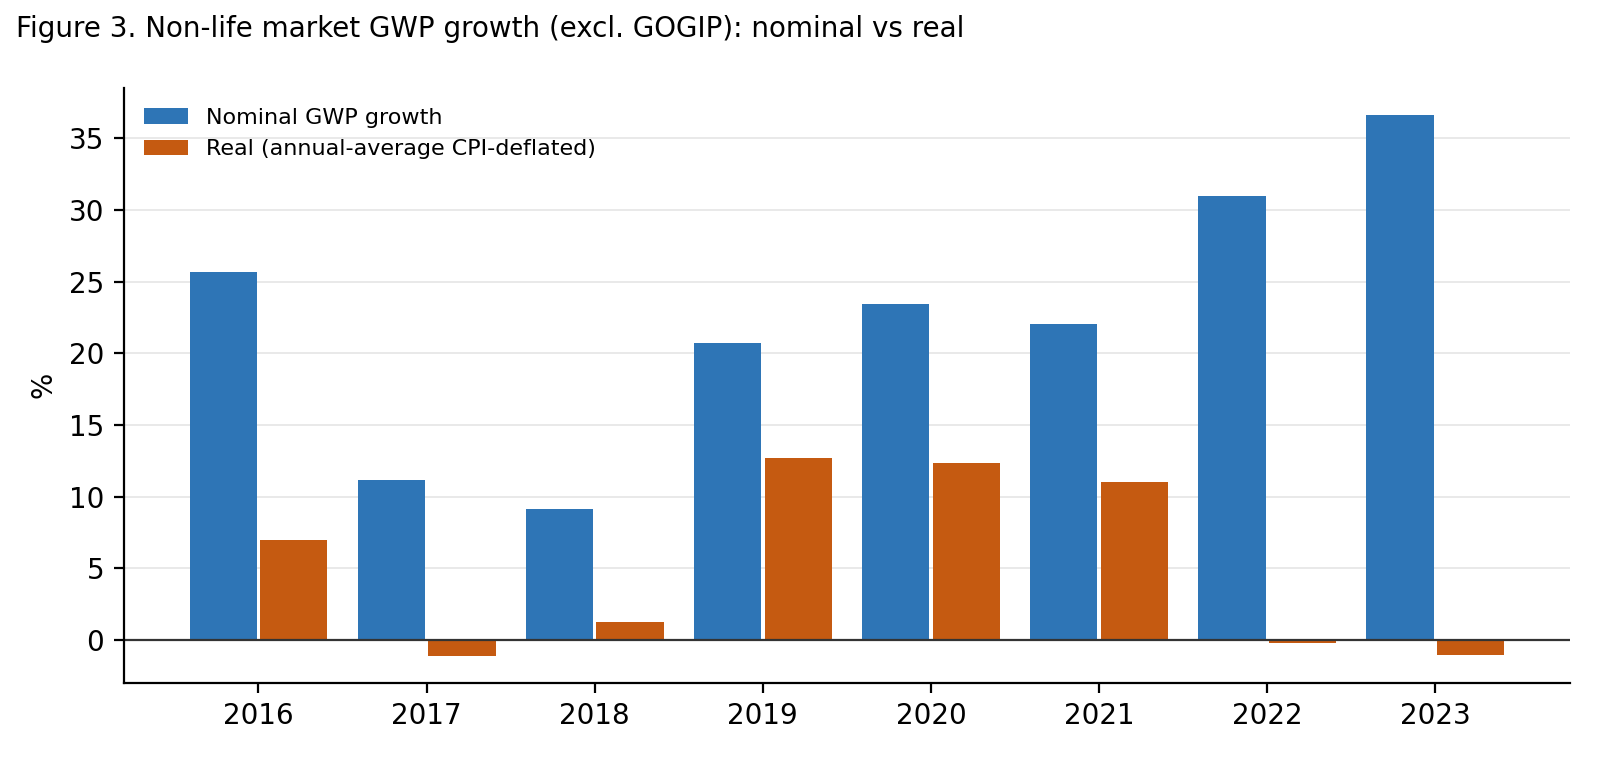 Figure 3. Non-life market GWP growth (excl. GOGIP): nominal vs real
Nominal GWP growth
Real (annual-average CPI-deflated)
%
35
30
25
20
15
10
5
0
2016 2017 2018 2019 2020 2021 2022 2023